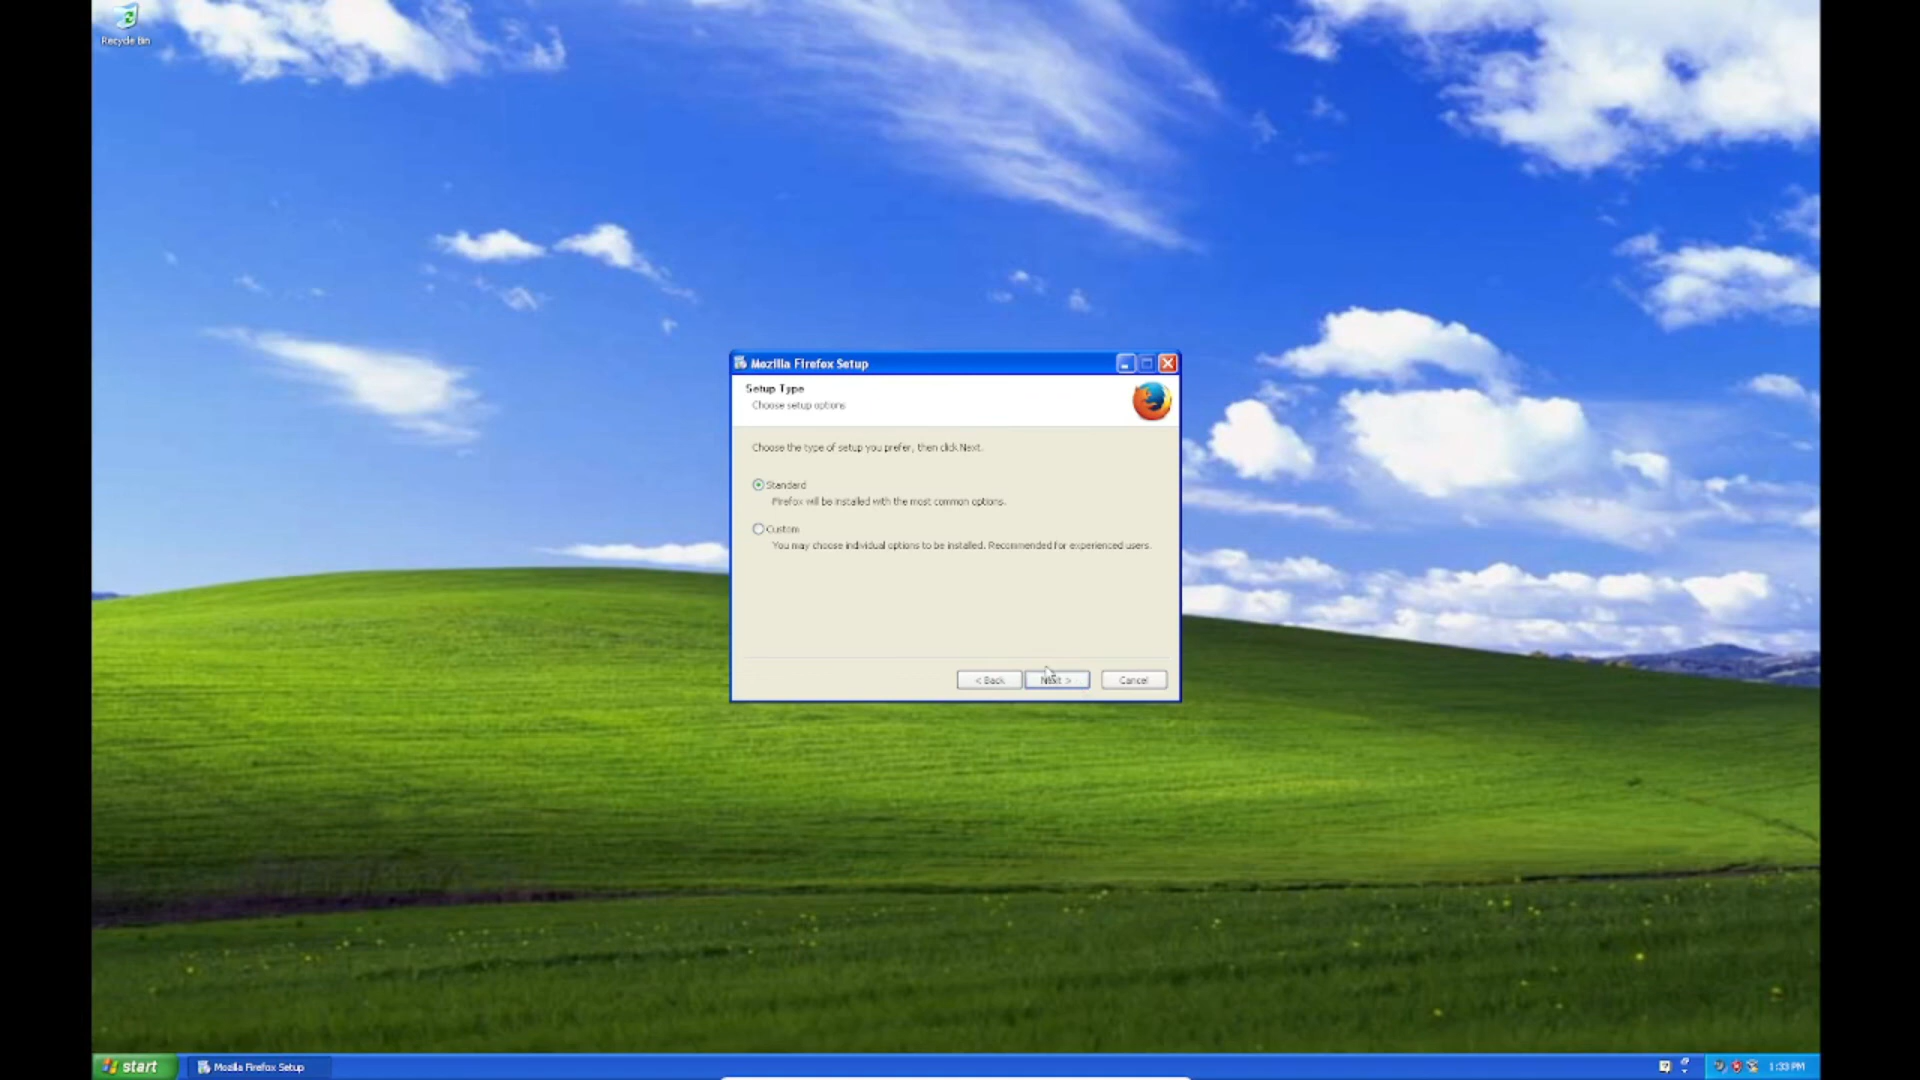 Recycle Bin
Mozilla Firefox Setup
Setup Type
Choose setup options
Choose the type of setup you prefer, then click Next.
Standard
Firefox will be installed with the most common options.
Custom
You may choose individual options to be installed. Recommended for experienced users.
< Back
Next >
Cancel
start
Mozilla Firefox Setup
1:33 PM